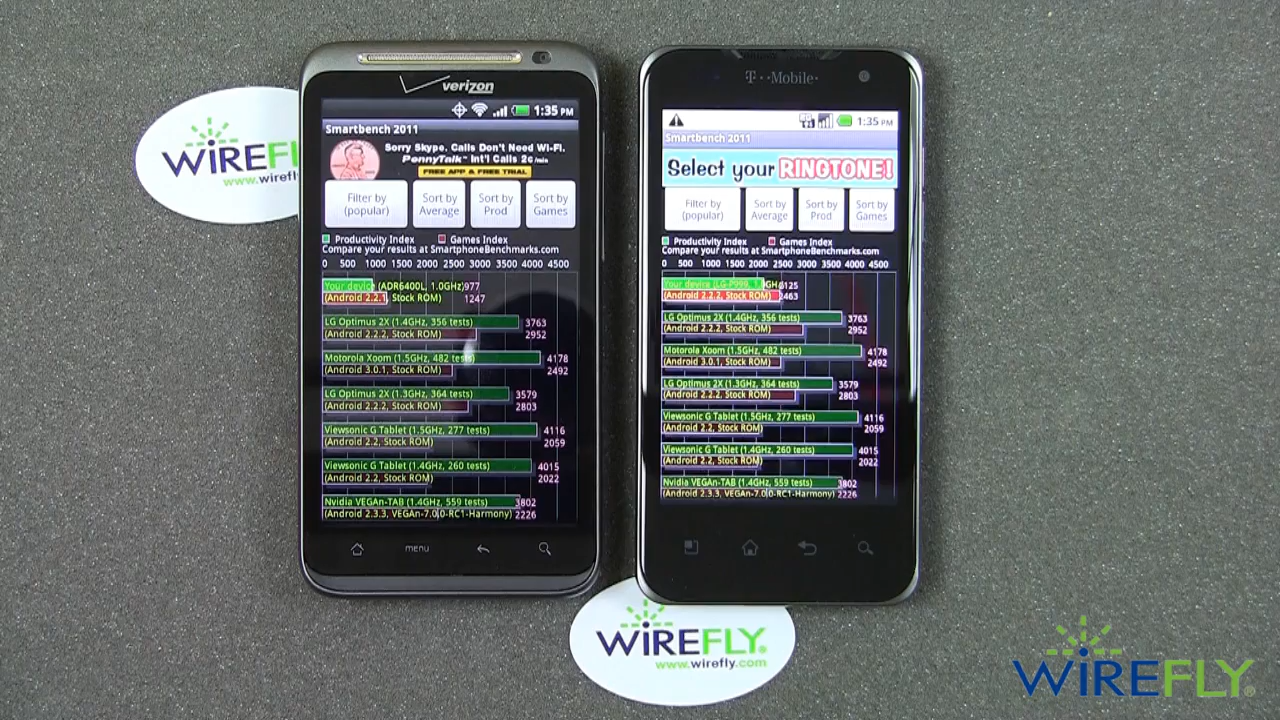 WIREFLY
www.wirefly
verizon
1:35 PM
Smartbench 2011
Sorry Skype. Calls Don't Need Wi-Fi.
PennyTalk™ Int'l Calls 2¢/min
FREE APP & FREE TRIAL
Filter by (popular)
Sort by Average
Sort by Prod
Sort by Games
Productivity Index Games Index
Compare your results at SmartphoneBenchmarks.com
0 500 1000 1500 2000 2500 3000 3500 4000 4500
Your device (ADR6400L, 1.0GHz) 977
(Android 2.2.1, Stock ROM) 1247
LG Optimus 2X (1.4GHz, 356 tests) 3763
(Android 2.2.2, Stock ROM) 2952
Motorola Xoom (1.5GHz, 482 tests) 4178
(Android 3.0.1, Stock ROM) 2492
LG Optimus 2X (1.3GHz, 364 tests) 3579
(Android 2.2.2, Stock ROM) 2803
Viewsonic G Tablet (1.5GHz, 277 tests) 4116
(Android 2.2, Stock ROM) 2059
Viewsonic G Tablet (1.4GHz, 260 tests) 4015
(Android 2.2, Stock ROM) 2022
Nvidia VEGAn-TAB (1.4GHz, 559 tests) 3802
(Android 2.3.3, VEGAn-7.0.0-RC1-Harmony) 2226
menu
T··Mobile·
1:35 PM
Smartbench 2011
Select your RINGTONE!
Filter by (popular)
Sort by Average
Sort by Prod
Sort by Games
Productivity Index Games Index
Compare your results at SmartphoneBenchmarks.com
0 500 1000 1500 2000 2500 3000 3500 4000 4500
Your device (LG-P999,
(Android 2.2.2, Stock ROM) 2463
LG Optimus 2X (1.4GHz, 356 tests) 3763
(Android 2.2.2, Stock ROM) 2952
Motorola Xoom (1.5GHz, 482 tests) 4178
(Android 3.0.1, Stock ROM) 2492
LG Optimus 2X (1.3GHz, 364 tests) 3579
(Android 2.2.2, Stock ROM) 2803
Viewsonic G Tablet (1.5GHz, 277 tests) 4116
(Android 2.2, Stock ROM) 2059
Viewsonic G Tablet (1.4GHz, 260 tests) 4015
(Android 2.2, Stock ROM) 2022
Nvidia VEGAn-TAB (1.4GHz, 559 tests) 3802
(Android 2.3.3, VEGAn-7.0.0-RC1-Harmony) 2226
WIREFLY®
www.wirefly.com
WIREFLY®